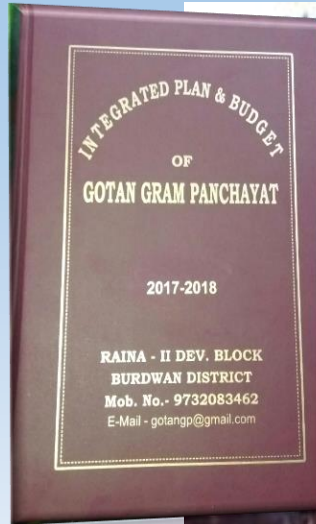 INTEGRATED PLAN & BUDGET
OF
GOTAN GRAM PANCHAYAT
2017-2018
RAINA - II DEV. BLOCK
BURDWAN DISTRICT
Mob. No.- 9732083462
E-Mail - gotangp@gmail.com